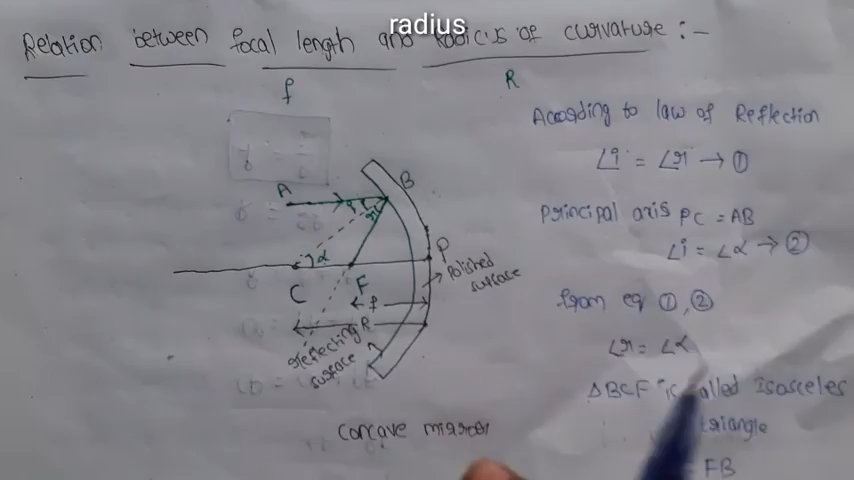 radius
Relation between focal length and Radicus of curvature :-
f
R
According to law of Reflection
∠i = ∠r → ①
Principal axis PC = AB
∠i = ∠α → ②
from eq ①, ②
∠r = ∠α
ΔBCF is called Isosceles
triangle
FB
A
B
i
r
α
P
C
F
f
R
Polished
surface
reflecting
surface
concave mirror